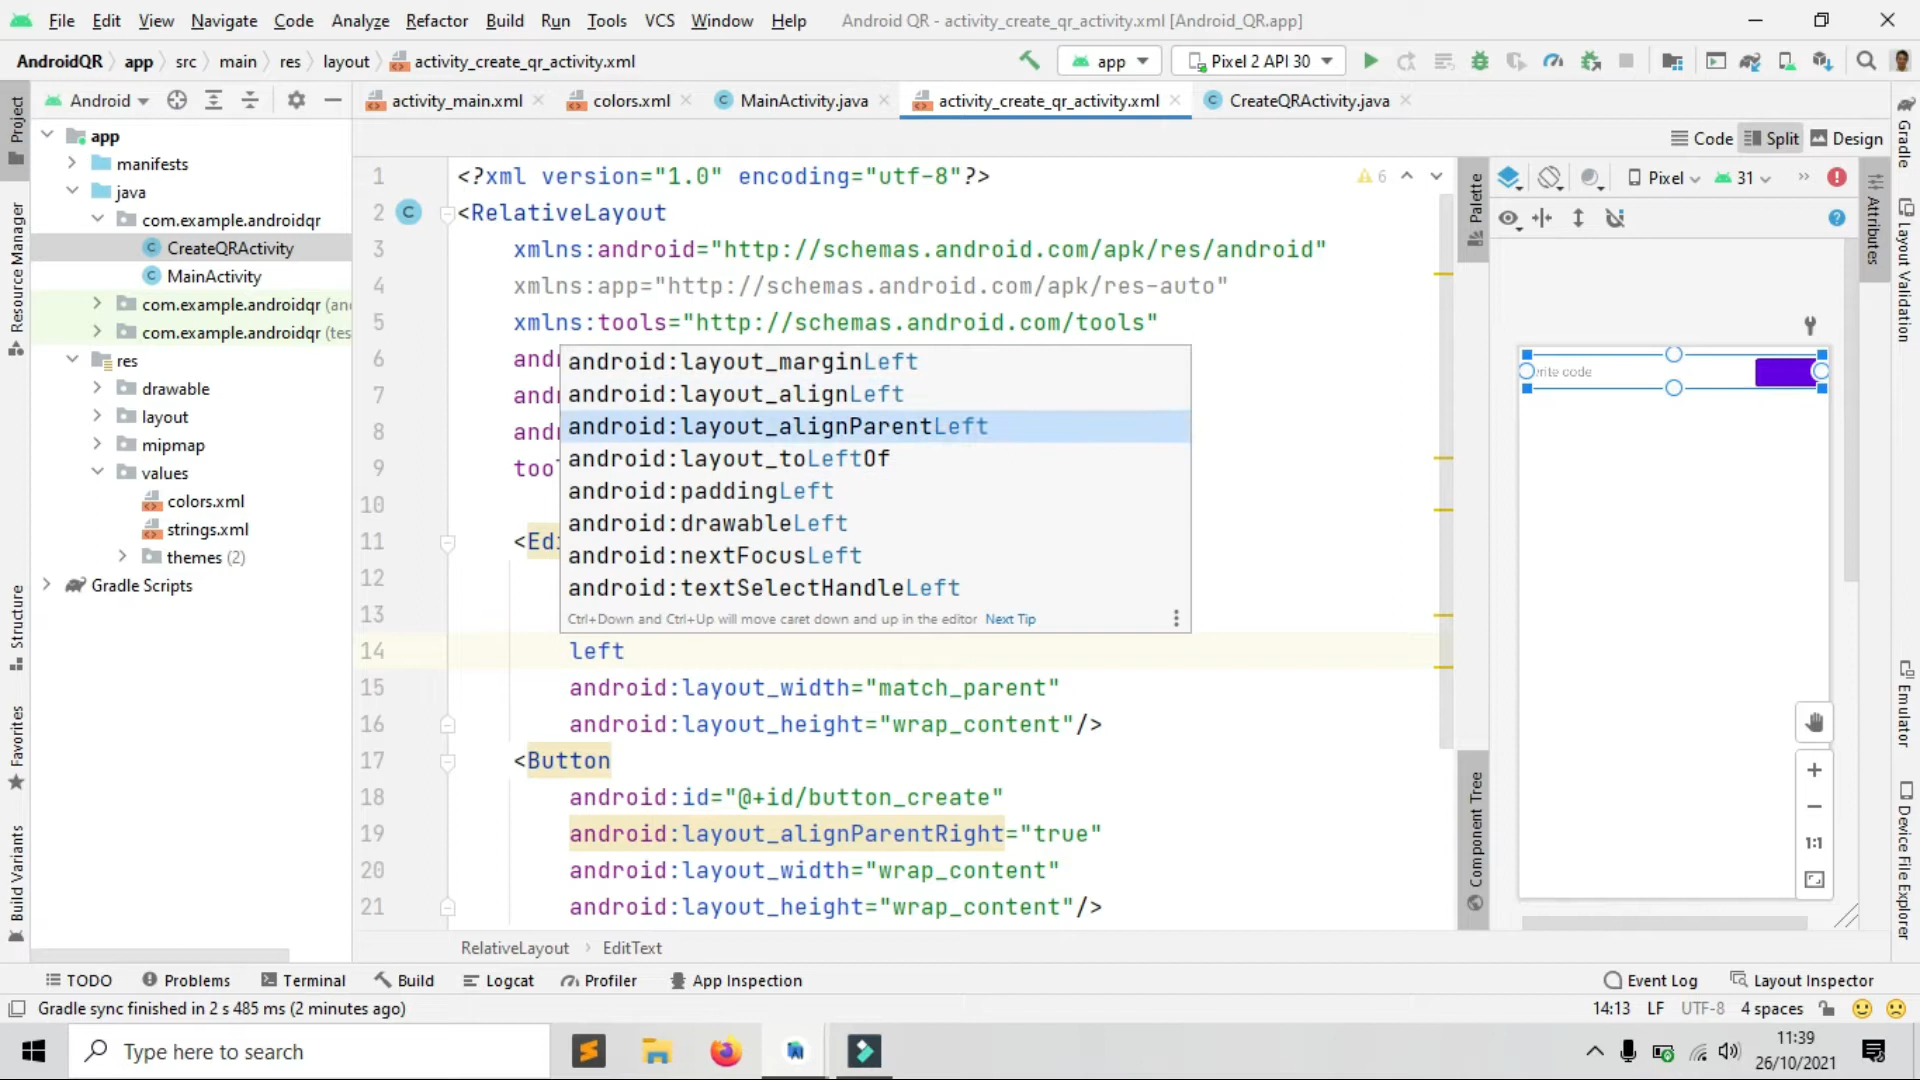 File Edit View Navigate Code Analyze Refactor Build Run Tools VCS Window Help Android QR - activity_create_qr_activity.xml [Android_QR.app]
AndroidQR app src main res layout activity_create_qr_activity.xml app Pixel 2 API 30
Android activity_main.xml colors.xml MainActivity.java activity_create_qr_activity.xml CreateQRActivity.java
Code Split Design
Project
Resource Manager
Structure
Favorites
Build Variants
app
manifests
java
com.example.androidqr
CreateQRActivity
MainActivity
com.example.androidqr (and
com.example.androidqr (tes
res
drawable
layout
mipmap
values
colors.xml
strings.xml
themes (2)
Gradle Scripts
1 <?xml version="1.0" encoding="utf-8"?>
2 <RelativeLayout
3 xmlns:android="http://schemas.android.com/apk/res/android"
4 xmlns:app="http://schemas.android.com/apk/res-auto"
5 xmlns:tools="http://schemas.android.com/tools"
6 and
7 and
8 and
9 too
10
11 <Edi
12
13
14 left
15 android:layout_width="match_parent"
16 android:layout_height="wrap_content"/>
17 <Button
18 android:id="@+id/button_create"
19 android:layout_alignParentRight="true"
20 android:layout_width="wrap_content"
21 android:layout_height="wrap_content"/>
android:layout_marginLeft
android:layout_alignLeft
android:layout_alignParentLeft
android:layout_toLeftOf
android:paddingLeft
android:drawableLeft
android:nextFocusLeft
android:textSelectHandleLeft
Ctrl+Down and Ctrl+Up will move caret down and up in the editor Next Tip
6
RelativeLayout EditText
Palette
Component Tree
Pixel 31
rite code
1:1
Attributes
Gradle
Layout Validation
Emulator
Device File Explorer
TODO Problems Terminal Build Logcat Profiler App Inspection Event Log Layout Inspector
Gradle sync finished in 2 s 485 ms (2 minutes ago) 14:13 LF UTF-8 4 spaces
Type here to search
11:39
26/10/2021